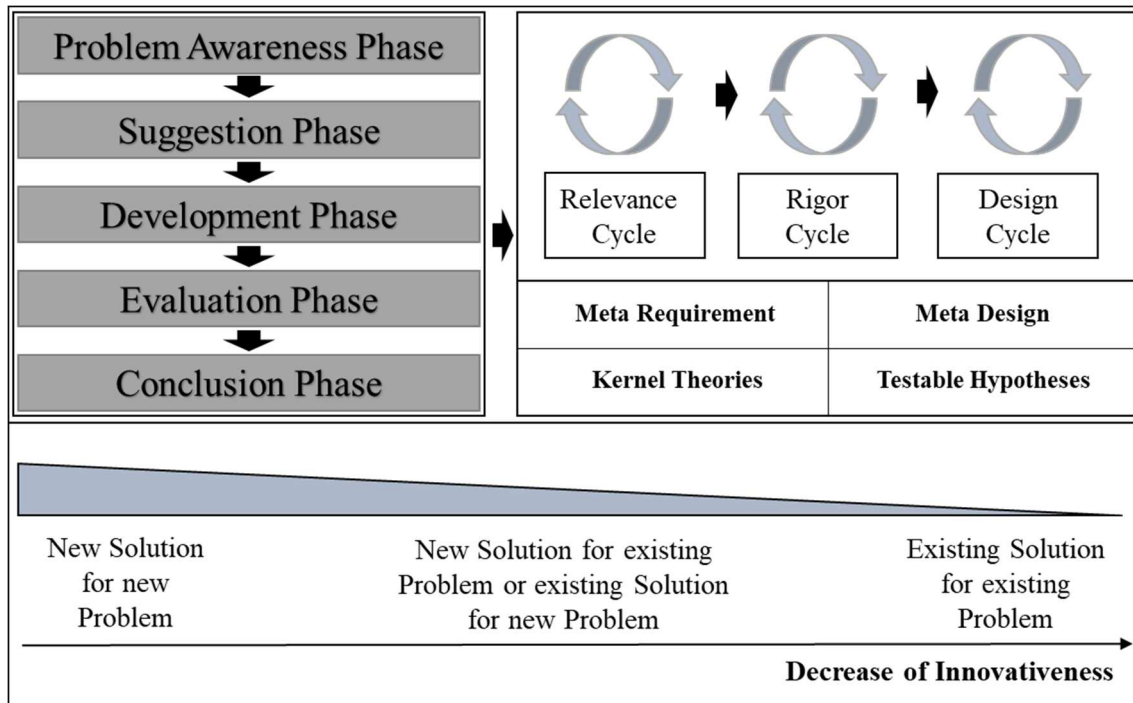 Problem Awareness Phase
Suggestion Phase
Development Phase
Evaluation Phase
Conclusion Phase
Relevance
Cycle
Rigor
Cycle
Design
Cycle
Meta Requirement
Meta Design
Kernel Theories
Testable Hypotheses
New Solution
for new
Problem
New Solution for existing
Problem or existing Solution
for new Problem
Existing Solution
for existing
Problem
Decrease of Innovativeness